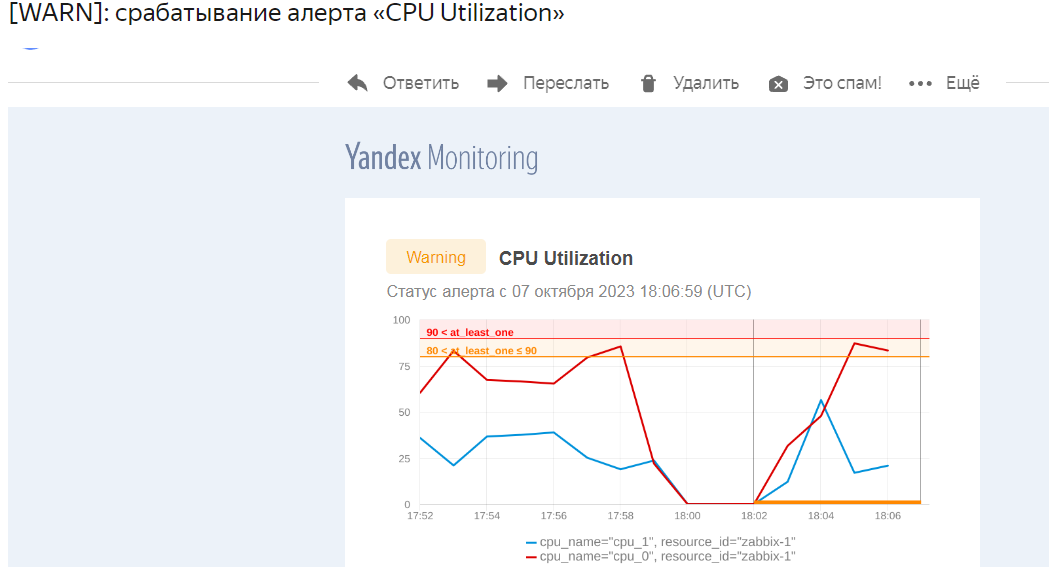 [WARN]: срабатывание алерта «CPU Utilization»
Ответить Переслать Удалить Это спам! Ещё
Yandex Monitoring
Warning CPU Utilization
Статус алерта с 07 октября 2023 18:06:59 (UTC)
100
90 < at_least_one
80 < at_least_one ≤ 90
75
50
25
0
17:52 17:54 17:56 17:58 18:00 18:02 18:04 18:06
cpu_name="cpu_1", resource_id="zabbix-1"
cpu_name="cpu_0", resource_id="zabbix-1"